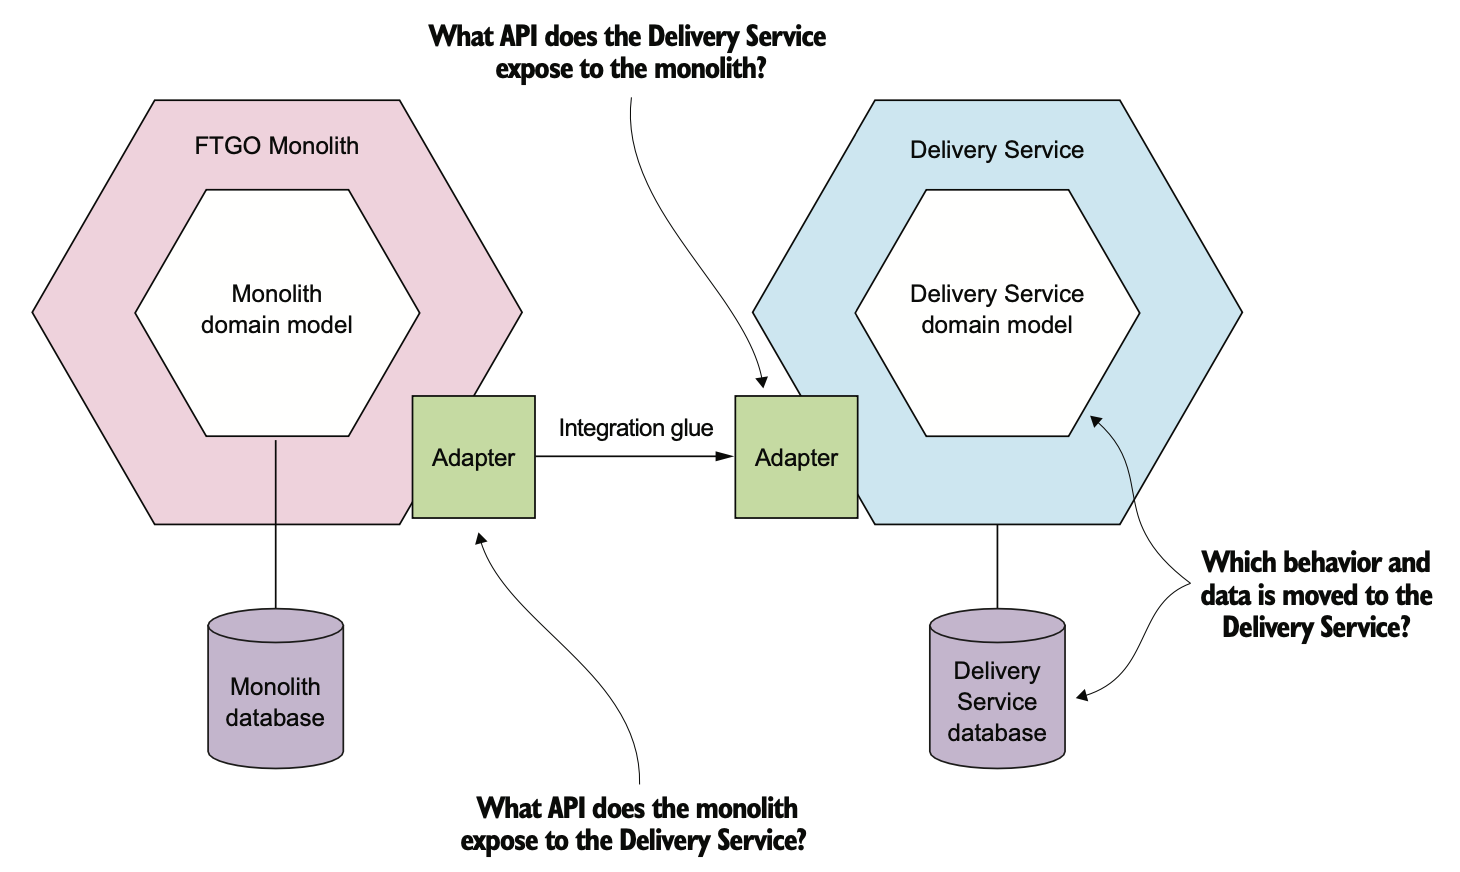 What API does the Delivery Service
expose to the monolith?
FTGO Monolith
Delivery Service
Monolith
domain model
Delivery Service
domain model
Adapter
Integration glue
Adapter
Which behavior and
data is moved to the
Delivery Service?
Monolith
database
Delivery
Service
database
What API does the monolith
expose to the Delivery Service?